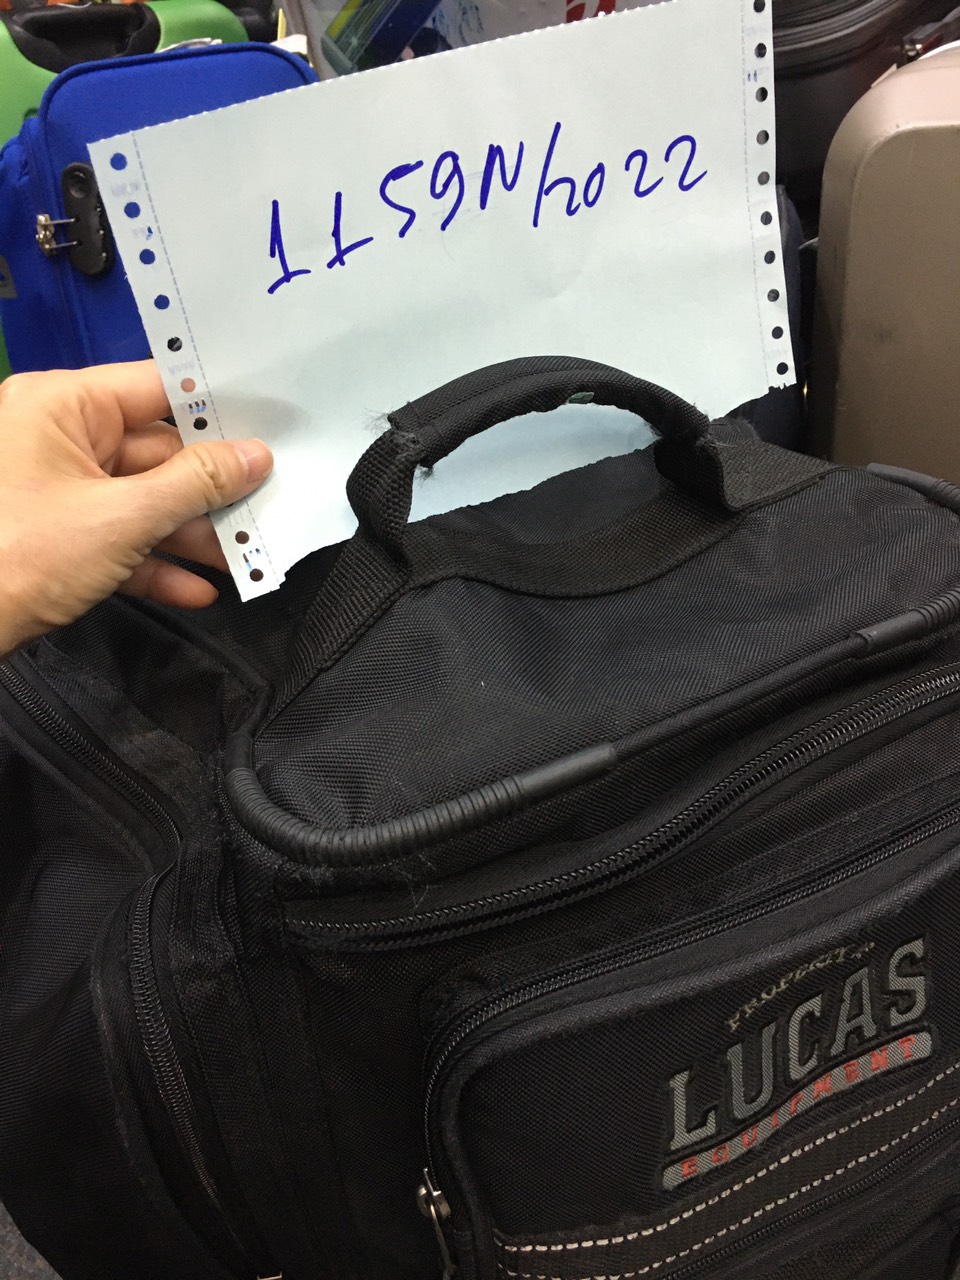 1159N/2022
PROPERTY OF
LUCAS
EQUIPMENT